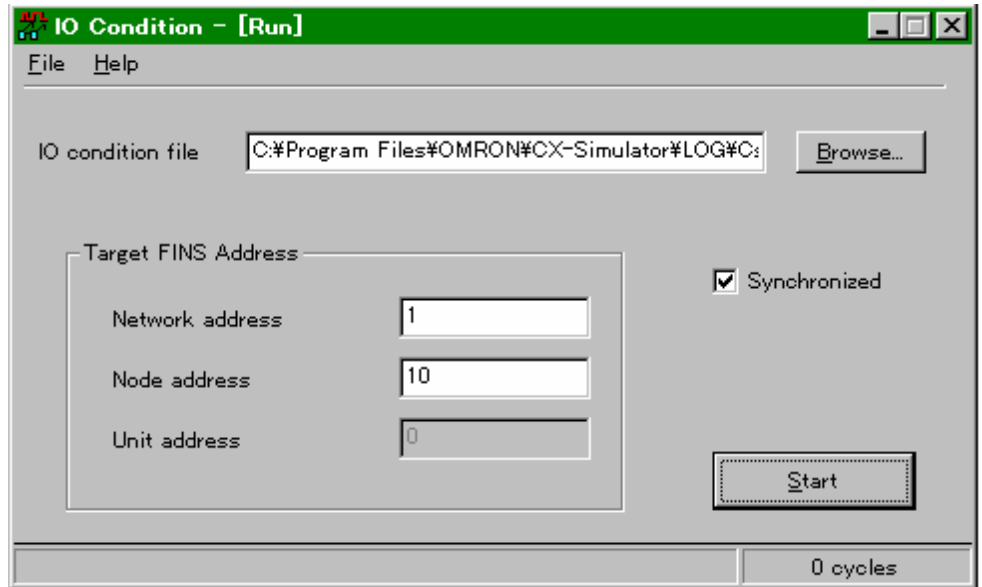 IO Condition - [Run]
File Help
IO condition file C:¥Program Files¥OMRON¥CX-Simulator¥LOG¥Cs Browse...
Target FINS Address
Synchronized
Network address 1
Node address 10
Unit address 0
Start
0 cycles